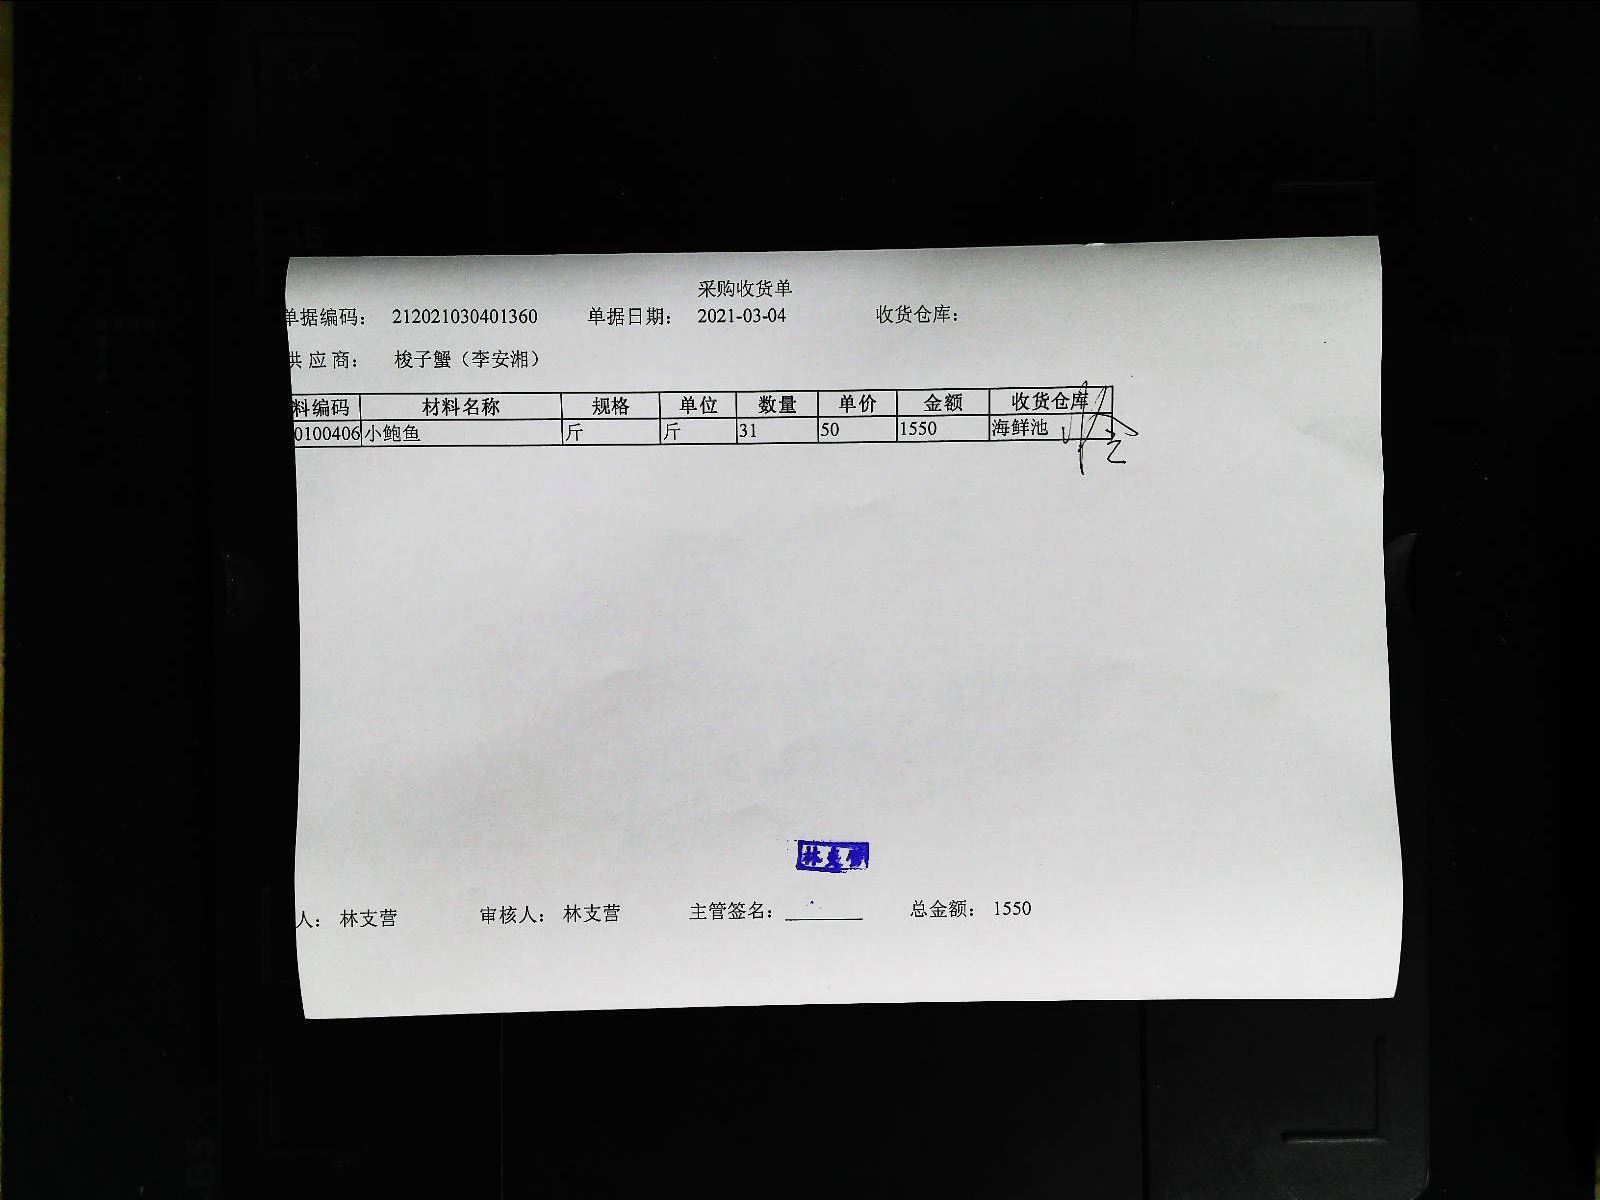 采购收货单
单据编码： 212021030401360 单据日期： 2021-03-04 收货仓库：
供应商： 梭子蟹（李安湘）
料编码 材料名称 规格 单位 数量 单价 金额 收货仓库
0100406 小鲍鱼 斤 斤 31 50 1550 海鲜池
林支营
人： 林支营 审核人： 林支营 主管签名： 总金额： 1550